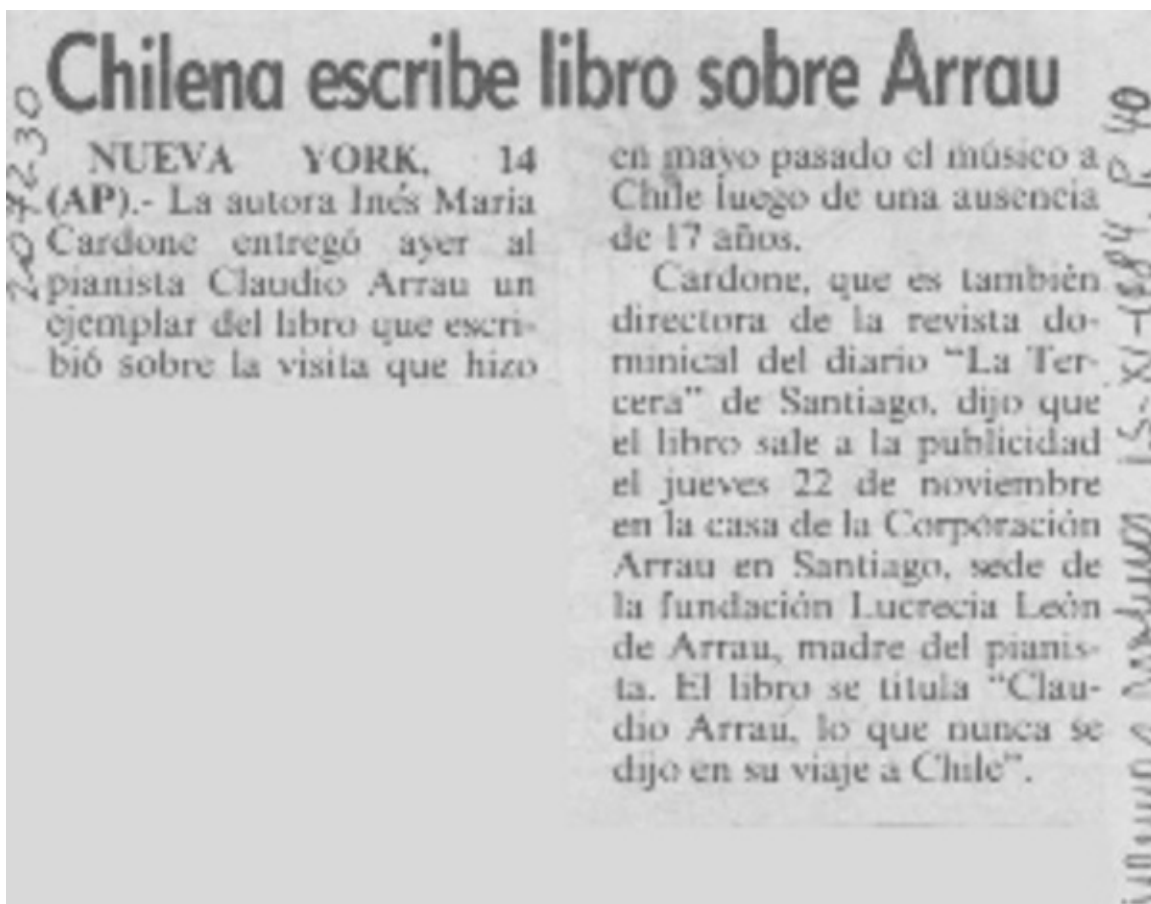 Chilena escribe libro sobre Arrau
NUEVA YORK, 14
(AP).- La autora Inés Maria
Cardone entregó ayer al
pianista Claudio Arrau un
ejemplar del libro que escri-
bió sobre la visita que hizo
en mayo pasado el músico a
Chile luego de una ausencia
de 17 años.
Cardone, que es también
directora de la revista do-
minical del diario “La Ter-
cera” de Santiago, dijo que
el libro sale a la publicidad
el jueves 22 de noviembre
en la casa de la Corporación
Arrau en Santiago, sede de
la fundación Lucrecia León
de Arrau, madre del pianis-
ta. El libro se titula “Clau-
dio Arrau, lo que nunca se
dijo en su viaje a Chile”.
15-XI-1984, P. 40